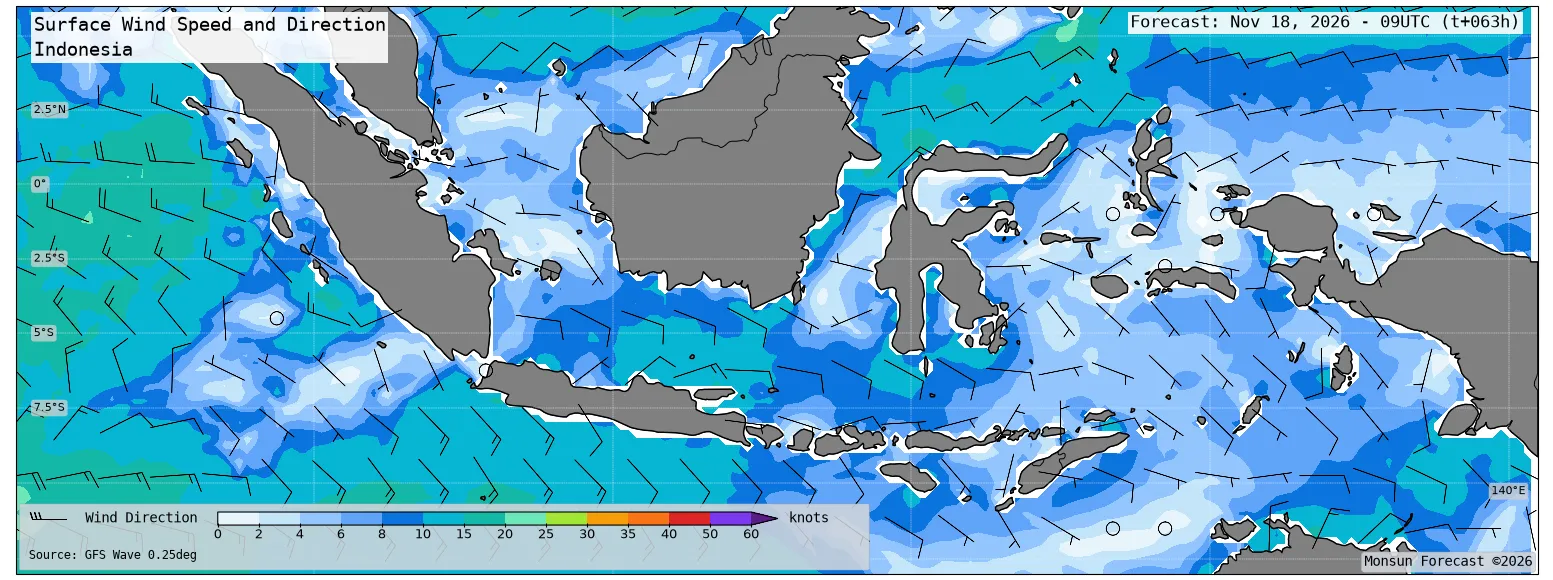 Surface Wind Speed and Direction
Indonesia
Forecast: Nov 18, 2026 - 09UTC (t+063h)
2.5°N
0°
2.5°S
5°S
7.5°S
140°E
Wind Direction
0 2 4 6 8 10 15 20 25 30 35 40 50 60
knots
Source: GFS Wave 0.25deg
Monsun Forecast ©2026